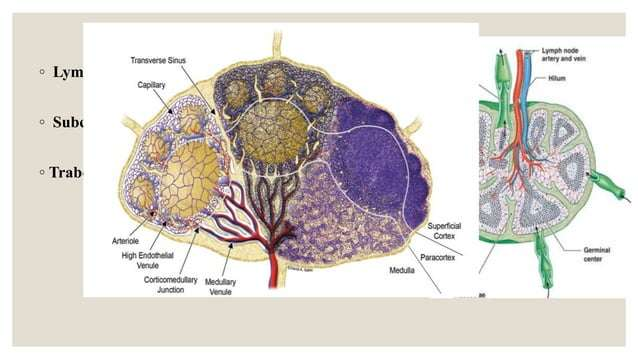 Lym
Subc
Trab
Transverse Sinus
Capillary
Arteriole
High Endothelial
Venule
Corticomedullary
Junction
Medullary
Venule
Superficial
Cortex
Paracortex
Medulla
Lymph node
artery and vein
Hilum
Germinal
center